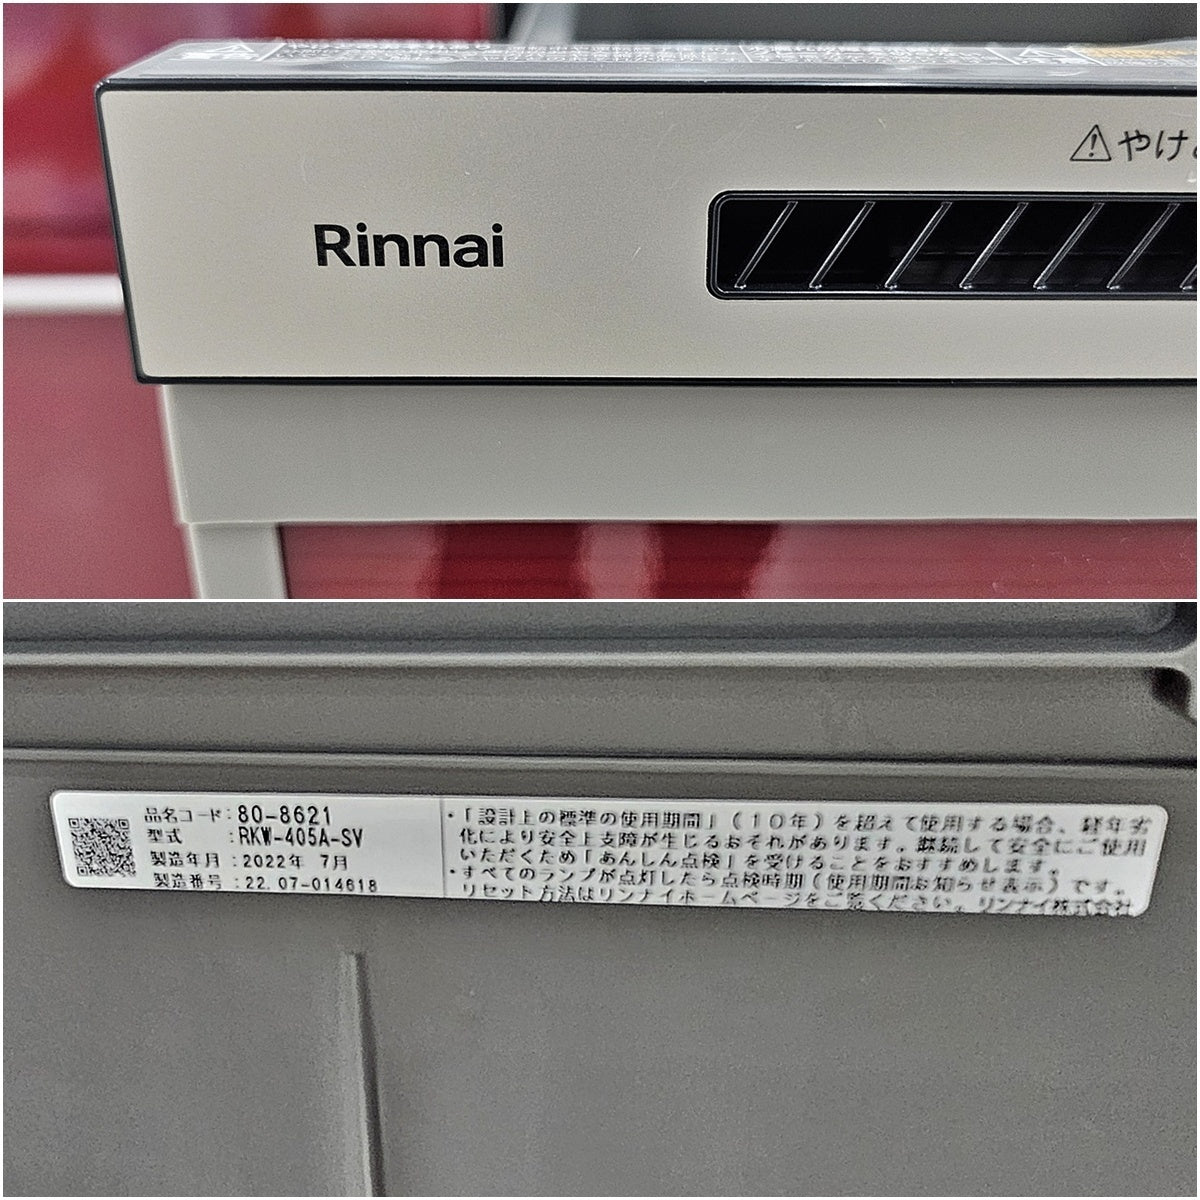 ⚠やけ
Rinnai
品名コード:80-8621
型式 :RKW-405A-SV
製造年月:2022年 7月
製造番号:22.07-014618
・「設計上の標準の使用期間」(10年)を超えて使用する場合、経年劣
化により安全上支障が生じるおそれがあります。継続して安全にご使用
いただくため「あんしん点検」を受けることをおすすめします。
・すべてのランプが点灯したら点検時期(使用期間お知らせ表示)です。
リセット方法はリンナイホームページをご覧ください。リンナイ株式会社